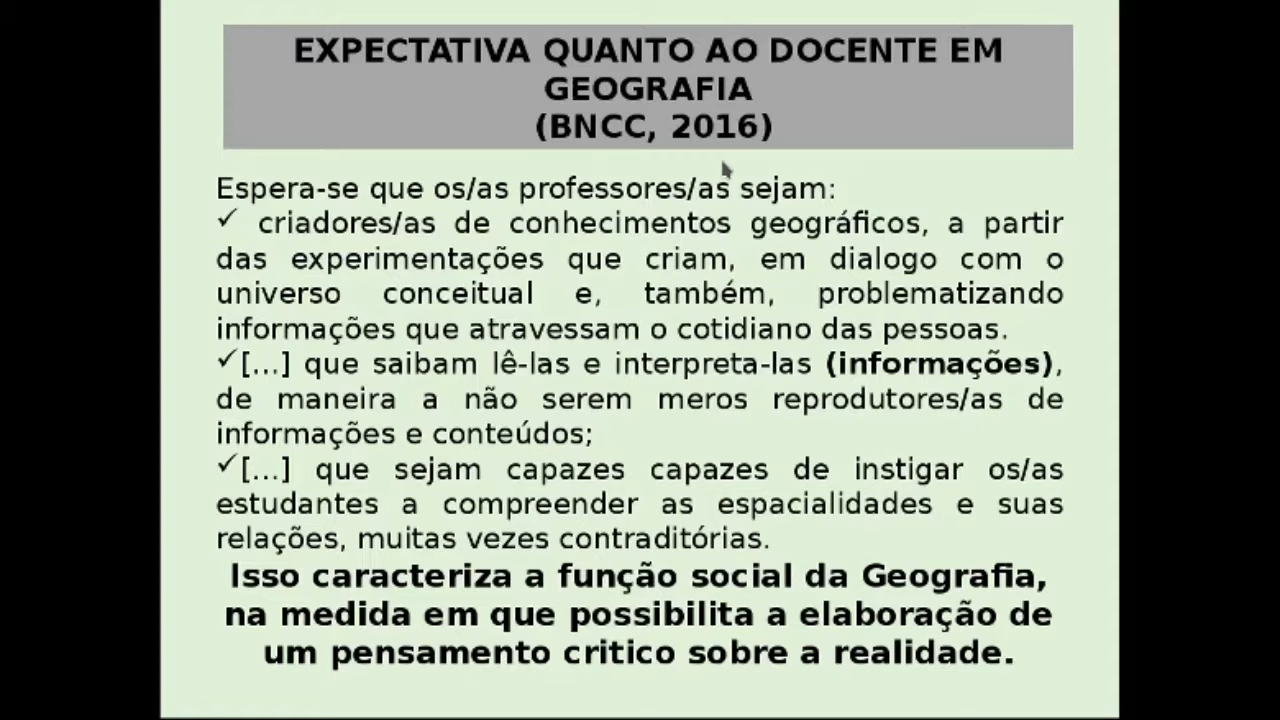 EXPECTATIVA QUANTO AO DOCENTE EM
GEOGRAFIA
(BNCC, 2016)
Espera-se que os/as professores/as sejam:
✓ criadores/as de conhecimentos geográficos, a partir
das experimentações que criam, em dialogo com o
universo conceitual e, também, problematizando
informações que atravessam o cotidiano das pessoas.
✓[...] que saibam lê-las e interpreta-las (informações),
de maneira a não serem meros reprodutores/as de
informações e conteúdos;
✓[...] que sejam capazes capazes de instigar os/as
estudantes a compreender as espacialidades e suas
relações, muitas vezes contraditórias.
Isso caracteriza a função social da Geografia,
na medida em que possibilita a elaboração de
um pensamento critico sobre a realidade.